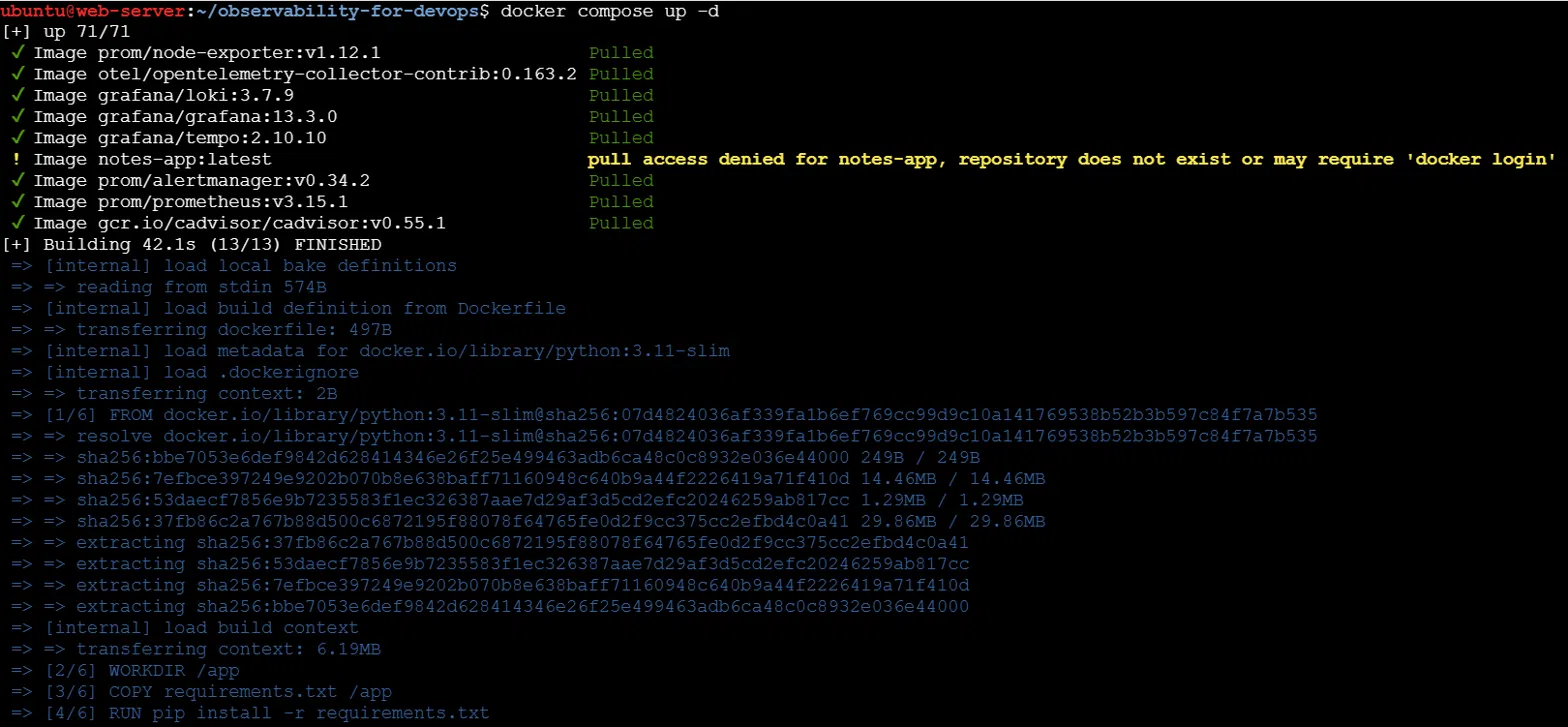 ubuntu@web-server:~/observability-for-devops$ docker compose up -d
[+] up 71/71
✓ Image prom/node-exporter:v1.12.1 Pulled
✓ Image otel/opentelemetry-collector-contrib:0.163.2 Pulled
✓ Image grafana/loki:3.7.9 Pulled
✓ Image grafana/grafana:13.3.0 Pulled
✓ Image grafana/tempo:2.10.10 Pulled
! Image notes-app:latest pull access denied for notes-app, repository does not exist or may require 'docker login'
✓ Image prom/alertmanager:v0.34.2 Pulled
✓ Image prom/prometheus:v3.15.1 Pulled
✓ Image gcr.io/cadvisor/cadvisor:v0.55.1 Pulled
[+] Building 42.1s (13/13) FINISHED
=> [internal] load local bake definitions
=> => reading from stdin 574B
=> [internal] load build definition from Dockerfile
=> => transferring dockerfile: 497B
=> [internal] load metadata for docker.io/library/python:3.11-slim
=> [internal] load .dockerignore
=> => transferring context: 2B
=> [1/6] FROM docker.io/library/python:3.11-slim@sha256:07d4824036af339fa1b6ef769cc99d9c10a141769538b52b3b597c84f7a7b535
=> => resolve docker.io/library/python:3.11-slim@sha256:07d4824036af339fa1b6ef769cc99d9c10a141769538b52b3b597c84f7a7b535
=> => sha256:bbe7053e6def9842d628414346e26f25e499463adb6ca48c0c8932e036e44000 249B / 249B
=> => sha256:7efbce397249e9202b070b8e638baff71160948c640b9a44f2226419a71f410d 14.46MB / 14.46MB
=> => sha256:53daecf7856e9b7235583f1ec326387aae7d29af3d5cd2efc20246259ab817cc 1.29MB / 1.29MB
=> => sha256:37fb86c2a767b88d500c6872195f88078f64765fe0d2f9cc375cc2efbd4c0a41 29.86MB / 29.86MB
=> => extracting sha256:37fb86c2a767b88d500c6872195f88078f64765fe0d2f9cc375cc2efbd4c0a41
=> => extracting sha256:53daecf7856e9b7235583f1ec326387aae7d29af3d5cd2efc20246259ab817cc
=> => extracting sha256:7efbce397249e9202b070b8e638baff71160948c640b9a44f2226419a71f410d
=> => extracting sha256:bbe7053e6def9842d628414346e26f25e499463adb6ca48c0c8932e036e44000
=> [internal] load build context
=> => transferring context: 6.19MB
=> [2/6] WORKDIR /app
=> [3/6] COPY requirements.txt /app
=> [4/6] RUN pip install -r requirements.txt